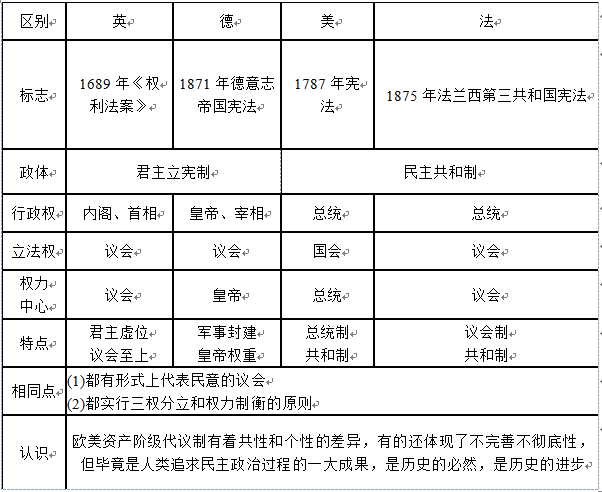 区别 英 德 美 法
标志 1689 年《权利法案》 1871 年德意志帝国宪法 1787 年宪法 1875 年法兰西第三共和国宪法
政体 君主立宪制 民主共和制
行政权 内阁、首相 皇帝、宰相 总统 总统
立法权 议会 议会 国会 议会
权力中心 议会 皇帝 总统 议会
特点 君主虚位议会至上 军事封建皇帝权重 总统制共和制 议会制共和制
相同点 (1)都有形式上代表民意的议会
(2)都实行三权分立和权力制衡的原则
认识 欧美资产阶级代议制有着共性和个性的差异，有的还体现了不完善不彻底性，
但毕竟是人类追求民主政治过程的一大成果，是历史的必然，是历史的进步